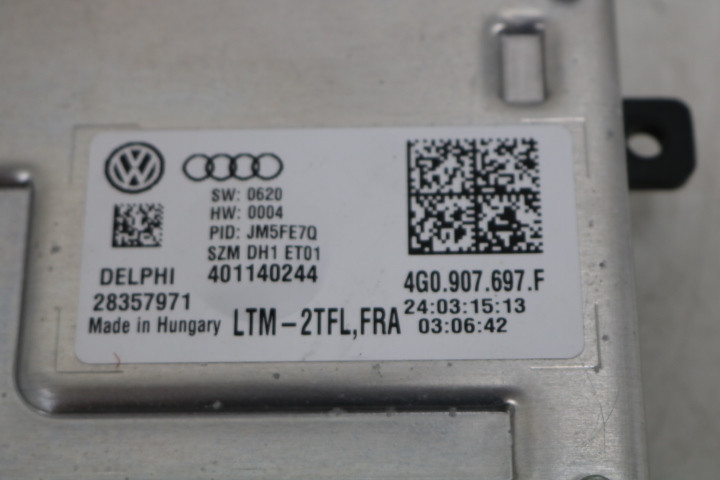 SW: 0620
HW: 0004
PID: JM5FE7Q
SZM DH1 ET01
401140244
DELPHI
28357971
Made in Hungary
LTM-2TFL,FRA
4G0.907.697.F
24:03:15:13
03:06:42